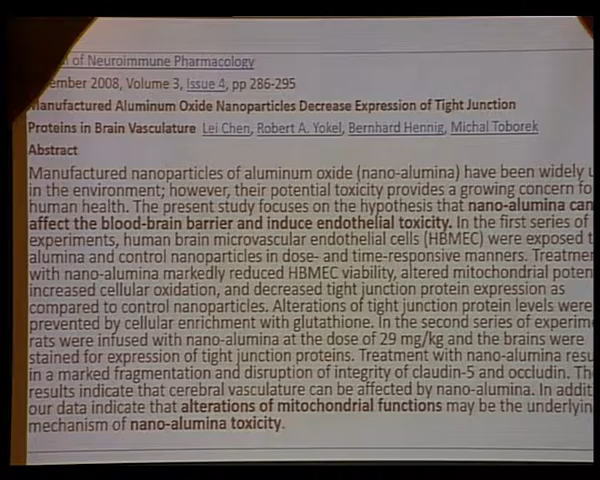 of Neuroimmune Pharmacology
ember 2008, Volume 3, Issue 4, pp 286-295
Manufactured Aluminum Oxide Nanoparticles Decrease Expression of Tight Junction
Proteins in Brain Vasculature Lei Chen, Robert A. Yokel, Bernhard Hennig, Michal Toborek
Abstract
Manufactured nanoparticles of aluminum oxide (nano-alumina) have been widely u
in the environment; however, their potential toxicity provides a growing concern fo
human health. The present study focuses on the hypothesis that nano-alumina can
affect the blood-brain barrier and induce endothelial toxicity. In the first series of
experiments, human brain microvascular endothelial cells (HBMEC) were exposed t
alumina and control nanoparticles in dose- and time-responsive manners. Treatmen
with nano-alumina markedly reduced HBMEC viability, altered mitochondrial poten
increased cellular oxidation, and decreased tight junction protein expression as
compared to control nanoparticles. Alterations of tight junction protein levels were
prevented by cellular enrichment with glutathione. In the second series of experim
rats were infused with nano-alumina at the dose of 29 mg/kg and the brains were
stained for expression of tight junction proteins. Treatment with nano-alumina resu
in a marked fragmentation and disruption of integrity of claudin-5 and occludin. Th
results indicate that cerebral vasculature can be affected by nano-alumina. In addit
our data indicate that alterations of mitochondrial functions may be the underlyin
mechanism of nano-alumina toxicity.